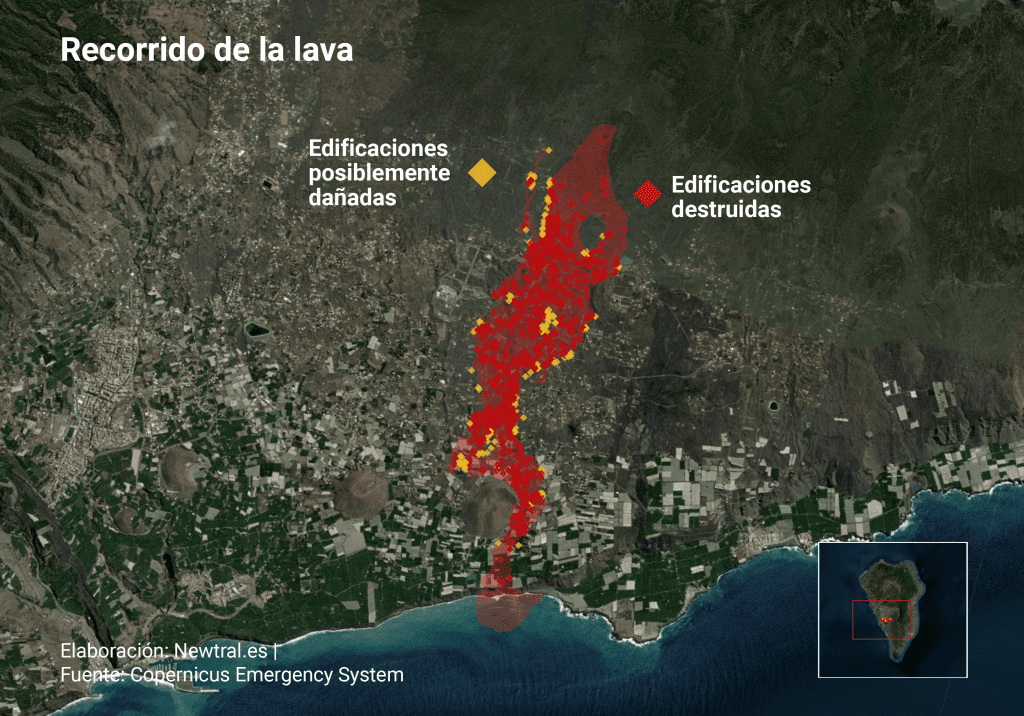 Recorrido de la lava
Edificaciones
posiblemente
dañadas
Edificaciones
destruidas
Elaboración: Newtral.es |
Fuente: Copernicus Emergency System